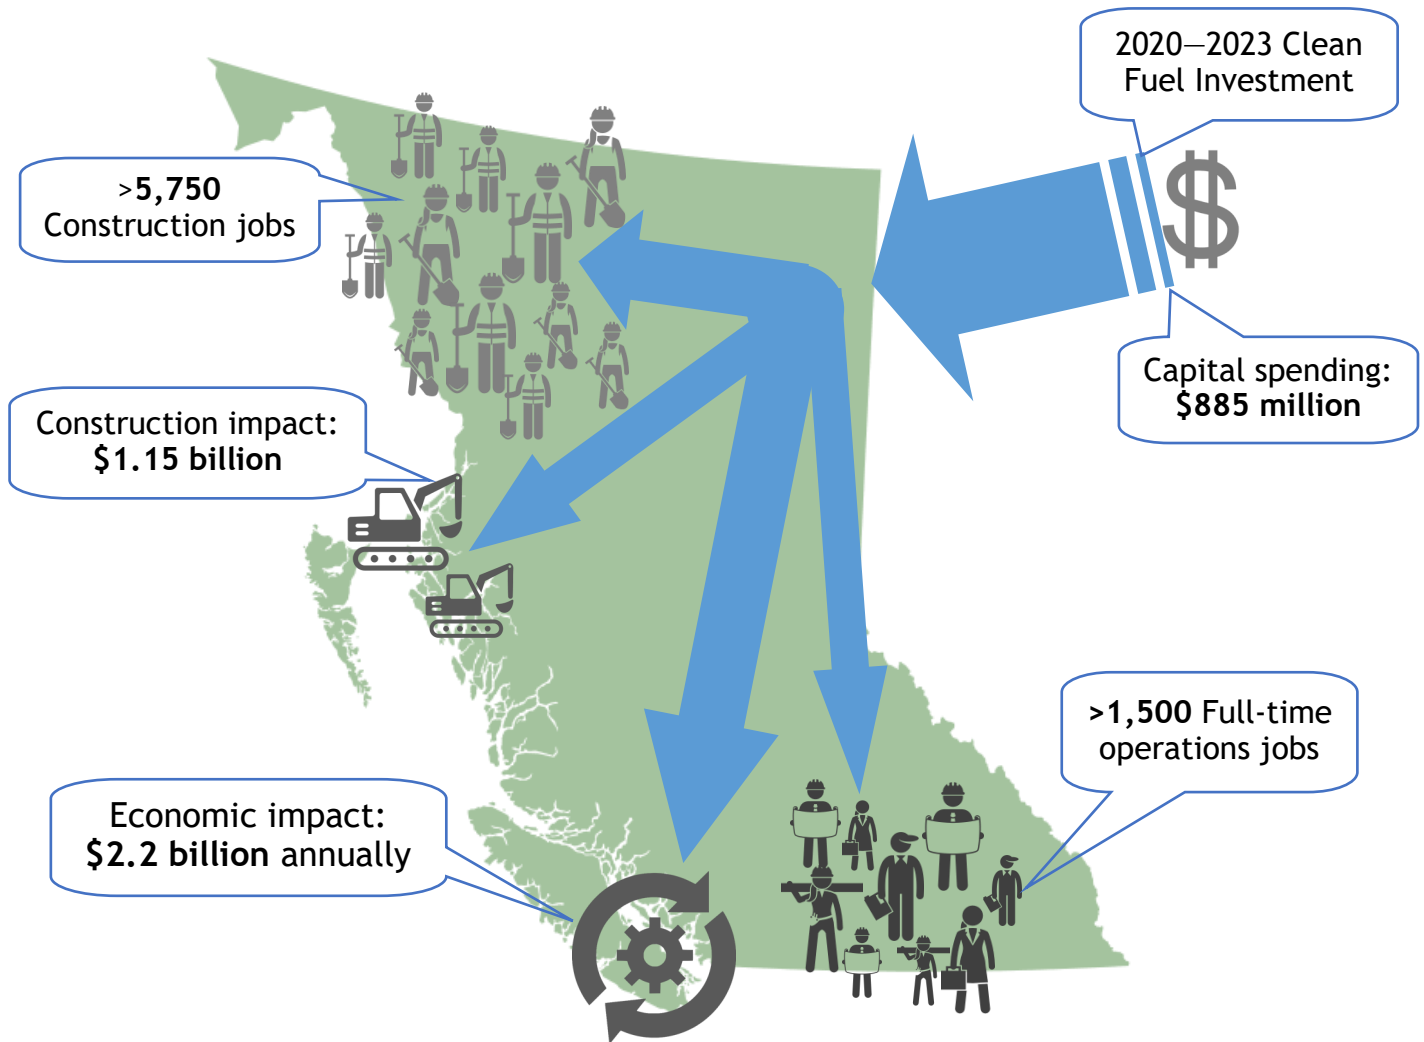 2020—2023 Clean
Fuel Investment
>5,750
Construction jobs
Capital spending:
$885 million
Construction impact:
$1.15 billion
>1,500 Full-time
operations jobs
Economic impact:
$2.2 billion annually
$